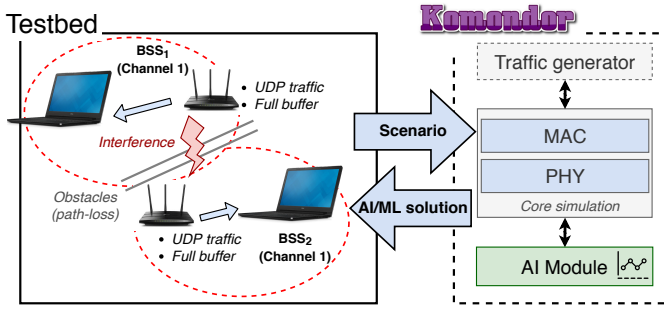 Testbed
BSS1
(Channel 1)
• UDP traffic
• Full buffer
Interference
Obstacles
(path-loss)
• UDP traffic
• Full buffer
BSS2
(Channel 1)
Scenario
AI/ML solution
Komondor
Traffic generator
MAC
PHY
Core simulation
AI Module